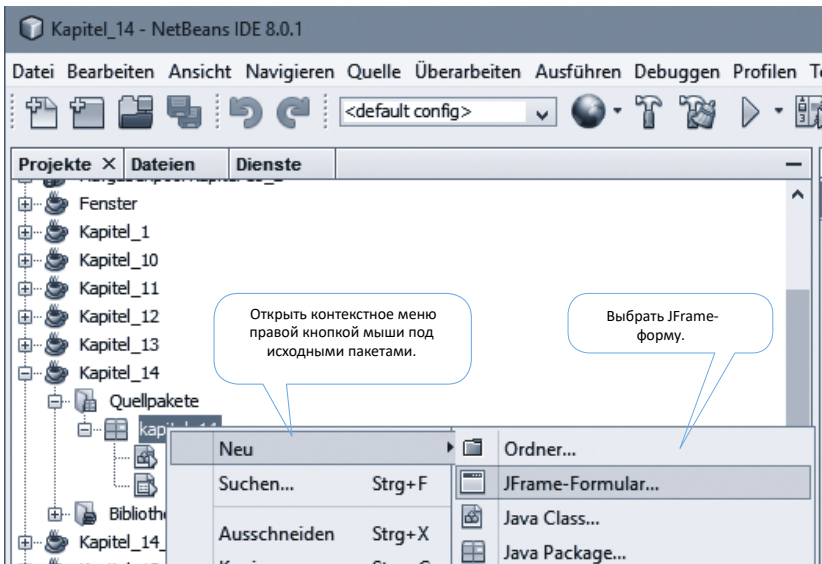 Kapitel_14 - NetBeans IDE 8.0.1
Datei Bearbeiten Ansicht Navigieren Quelle Überarbeiten Ausführen Debuggen Profilen
<default config>
Projekte × Dateien Dienste
Fenster
Kapitel_1
Kapitel_10
Kapitel_11
Kapitel_12
Kapitel_13
Kapitel_14
Открыть контекстное меню
правой кнопкой мыши под
исходными пакетами.
Выбрать JFrame-
форму.
Quellpakete
Neu
Ordner...
Suchen... Strg+F
JFrame-Formular...
Java Class...
Ausschneiden Strg+X
Java Package...
Kapitel_14_